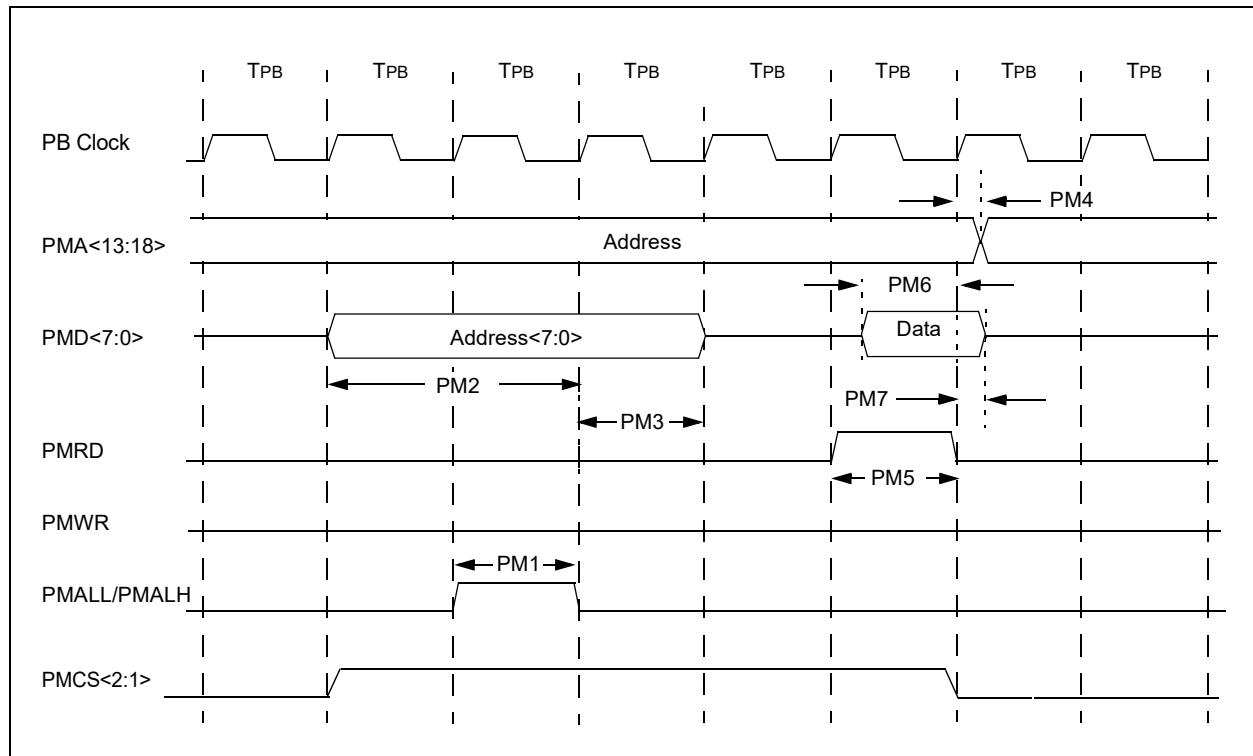 TPB TPB TPB TPB TPB TPB TPB TPB
PB Clock
PM4
PMA<13:18>
Address
PM6
PMD<7:0>
Address<7:0>
Data
PM2
PM7
PM3
PMRD
PM5
PMWR
PM1
PMALL/PMALH
PMCS<2:1>